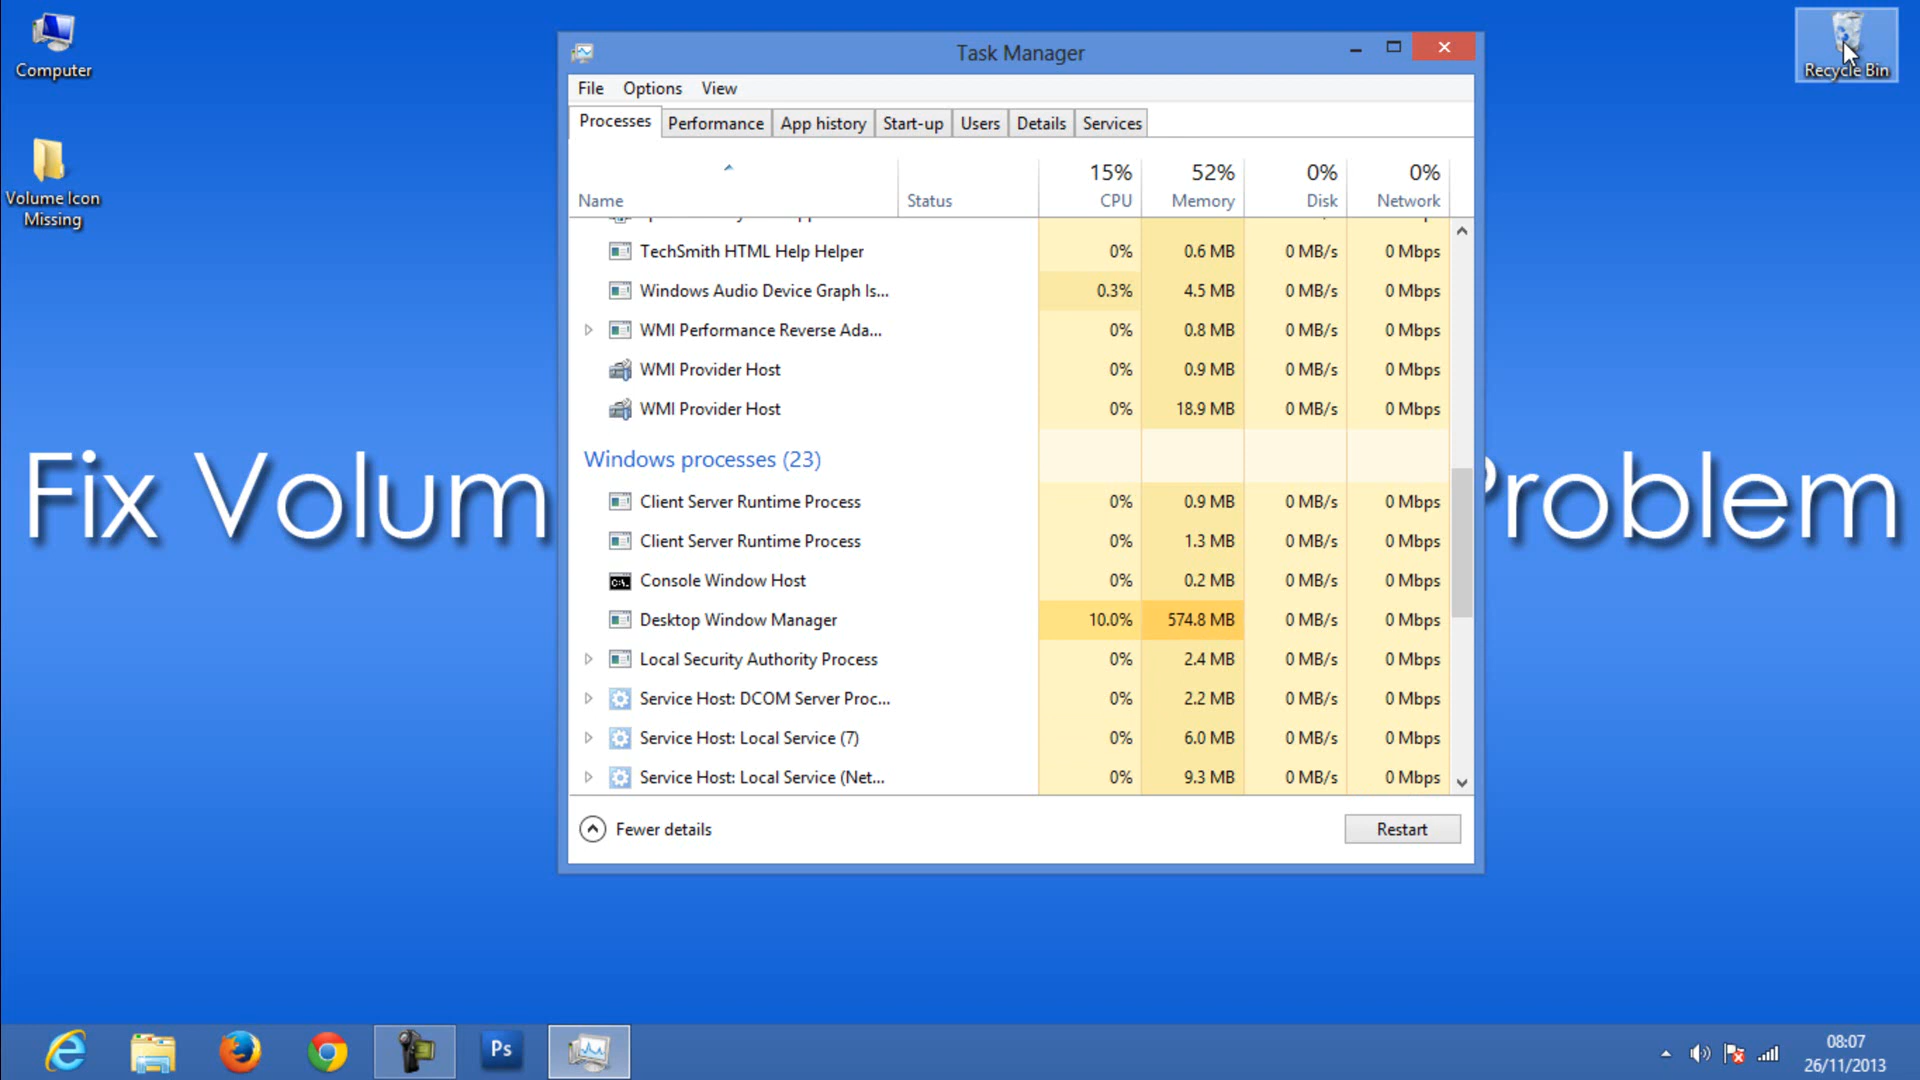 Computer
Recycle Bin
Volume Icon
Missing
Fix Volum
Problem
Task Manager
File Options View
Processes Performance App history Start-up Users Details Services
15% 52% 0% 0%
Name Status CPU Memory Disk Network
TechSmith HTML Help Helper 0% 0.6 MB 0 MB/s 0 Mbps
Windows Audio Device Graph Is... 0.3% 4.5 MB 0 MB/s 0 Mbps
WMI Performance Reverse Ada... 0% 0.8 MB 0 MB/s 0 Mbps
WMI Provider Host 0% 0.9 MB 0 MB/s 0 Mbps
WMI Provider Host 0% 18.9 MB 0 MB/s 0 Mbps
Windows processes (23)
Client Server Runtime Process 0% 0.9 MB 0 MB/s 0 Mbps
Client Server Runtime Process 0% 1.3 MB 0 MB/s 0 Mbps
Console Window Host 0% 0.2 MB 0 MB/s 0 Mbps
Desktop Window Manager 10.0% 574.8 MB 0 MB/s 0 Mbps
Local Security Authority Process 0% 2.4 MB 0 MB/s 0 Mbps
Service Host: DCOM Server Proc... 0% 2.2 MB 0 MB/s 0 Mbps
Service Host: Local Service (7) 0% 6.0 MB 0 MB/s 0 Mbps
Service Host: Local Service (Net... 0% 9.3 MB 0 MB/s 0 Mbps
Fewer details Restart
Ps
08:07
26/11/2013